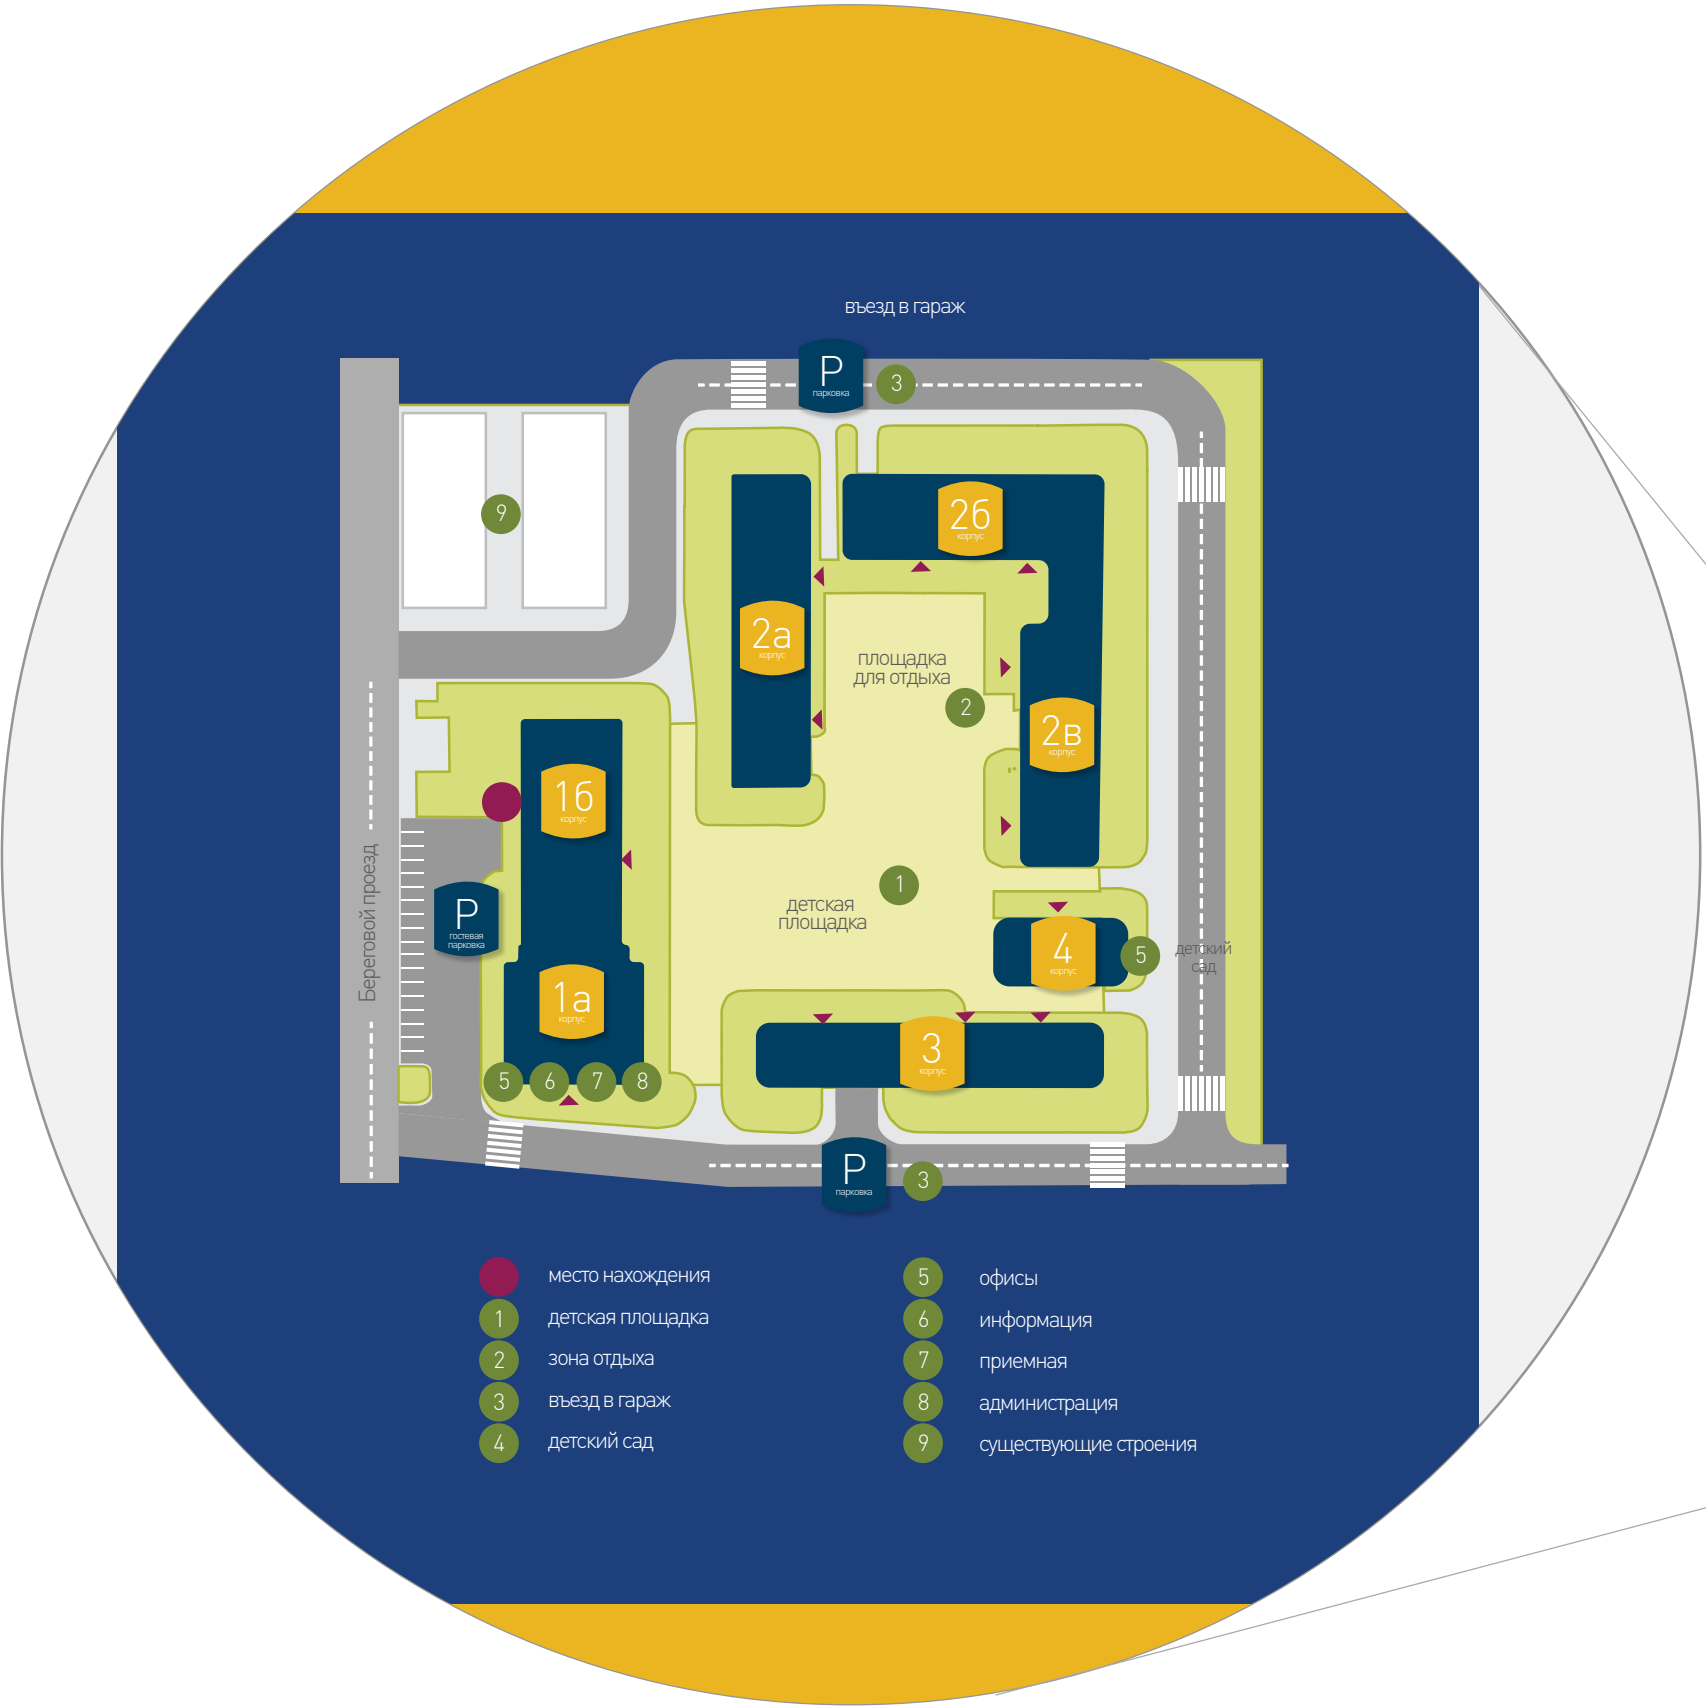 въезд в гараж
P
парковка
3
9
2б
корпус
2а
корпус
площадка
для отдыха
2
2в
корпус
1б
корпус
Береговой проезд
P
гостевая
парковка
1
детская
площадка
4
корпус
5
детский
сад
1а
корпус
3
корпус
5
6
7
8
P
парковка
3
место нахождения
1
детская площадка
2
зона отдыха
3
въезд в гараж
4
детский сад
5
офисы
6
информация
7
приемная
8
администрация
9
существующие строения